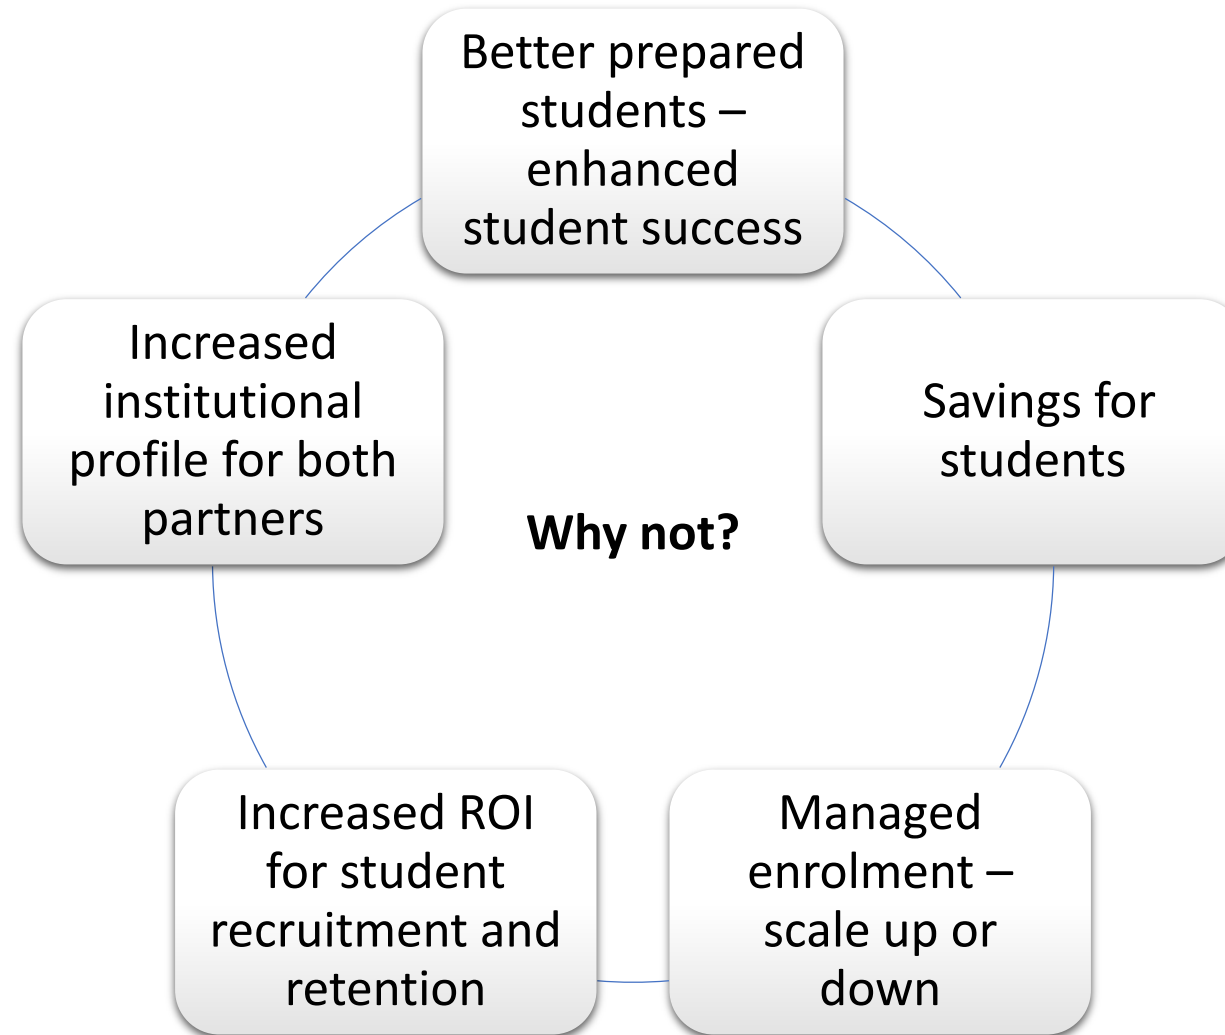 Better prepared
students –
enhanced
student success
Savings for
students
Managed
enrolment –
scale up or
down
Increased ROI
for student
recruitment and
retention
Increased
institutional
profile for both
partners
Why not?